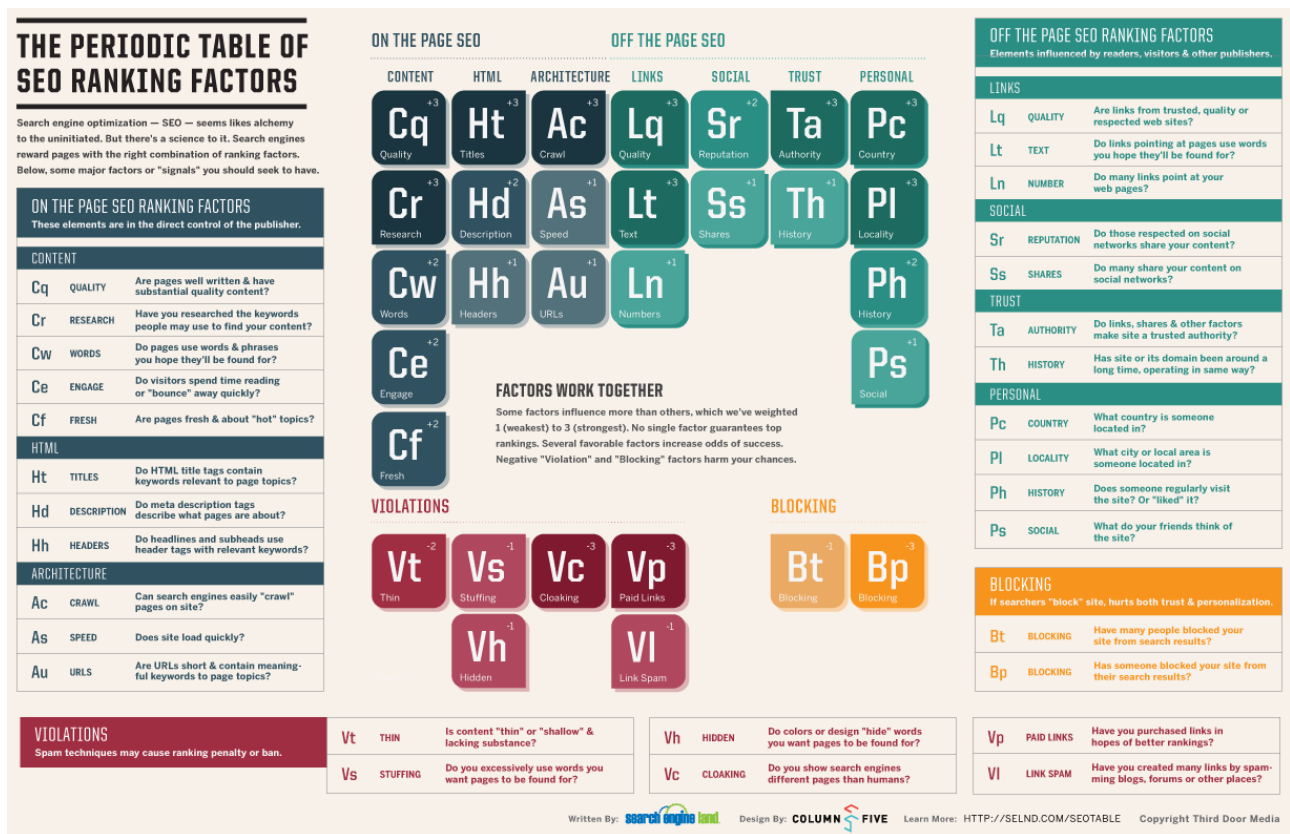 THE PERIODIC TABLE OF
SEO RANKING FACTORS
Search engine optimization — SEO — seems likes alchemy
to the uninitiated. But there's a science to it. Search engines
reward pages with the right combination of ranking factors.
Below, some major factors or "signals" you should seek to have.
ON THE PAGE SEO RANKING FACTORS
These elements are in the direct control of the publisher.
CONTENT
Cq QUALITY Are pages well written & have
substantial quality content?
Cr RESEARCH Have you researched the keywords
people may use to find your content?
Cw WORDS Do pages use words & phrases
you hope they'll be found for?
Ce ENGAGE Do visitors spend time reading
or "bounce" away quickly?
Cf FRESH Are pages fresh & about "hot" topics?
HTML
Ht TITLES Do HTML title tags contain
keywords relevant to page topics?
Hd DESCRIPTION Do meta description tags
describe what pages are about?
Hh HEADERS Do headlines and subheads use
header tags with relevant keywords?
ARCHITECTURE
Ac CRAWL Can search engines easily "crawl"
pages on site?
As SPEED Does site load quickly?
Au URLS Are URLs short & contain meaning-
ful keywords to page topics?
ON THE PAGE SEO OFF THE PAGE SEO
CONTENT HTML ARCHITECTURE LINKS SOCIAL TRUST PERSONAL
+3 +3 +3 +3 +2 +3 +3
Cq Ht Ac Lq Sr Ta Pc
Quality Titles Crawl Quality Reputation Authority Country
+3 +2 +1 +3 +1 +1 +3
Cr Hd As Lt Ss Th Pl
Research Description Speed Text Shares History Locality
+2 +1 +1 +1 +2
Cw Hh Au Ln Ph
Words Headers URLs Numbers History
+2 +1
Ce Ps
Engage Social
+2
Cf
Fresh
FACTORS WORK TOGETHER
Some factors influence more than others, which we've weighted
1 (weakest) to 3 (strongest). No single factor guarantees top
rankings. Several favorable factors increase odds of success.
Negative "Violation" and "Blocking" factors harm your chances.
VIOLATIONS BLOCKING
-2 -1 -3 -3 -1 -3
Vt Vs Vc Vp Bt Bp
Thin Stuffing Cloaking Paid Links Blocking Blocking
-1 -1
Vh Vl
Hidden Link Spam
OFF THE PAGE SEO RANKING FACTORS
Elements influenced by readers, visitors & other publishers.
LINKS
Lq QUALITY Are links from trusted, quality or
respected web sites?
Lt TEXT Do links pointing at pages use words
you hope they'll be found for?
Ln NUMBER Do many links point at your
web pages?
SOCIAL
Sr REPUTATION Do those respected on social
networks share your content?
Ss SHARES Do many share your content on
social networks?
TRUST
Ta AUTHORITY Do links, shares & other factors
make site a trusted authority?
Th HISTORY Has site or its domain been around a
long time, operating in same way?
PERSONAL
Pc COUNTRY What country is someone
located in?
Pl LOCALITY What city or local area is
someone located in?
Ph HISTORY Does someone regularly visit
the site? Or "liked" it?
Ps SOCIAL What do your friends think of
the site?
BLOCKING
If searchers "block" site, hurts both trust & personalization.
Bt BLOCKING Have many people blocked your
site from search results?
Bp BLOCKING Has someone blocked your site from
their search results?
VIOLATIONS
Spam techniques may cause ranking penalty or ban.
Vt THIN Is content "thin" or "shallow" &
lacking substance?
Vs STUFFING Do you excessively use words you
want pages to be found for?
Vh HIDDEN Do colors or design "hide" words
you want pages to be found for?
Vc CLOAKING Do you show search engines
different pages than humans?
Vp PAID LINKS Have you purchased links in
hopes of better rankings?
Vl LINK SPAM Have you created many links by spam-
ming blogs, forums or other places?
Written By: search engine land Design By: COLUMN FIVE Learn More: HTTP://SELND.COM/SEOTABLE Copyright Third Door Media